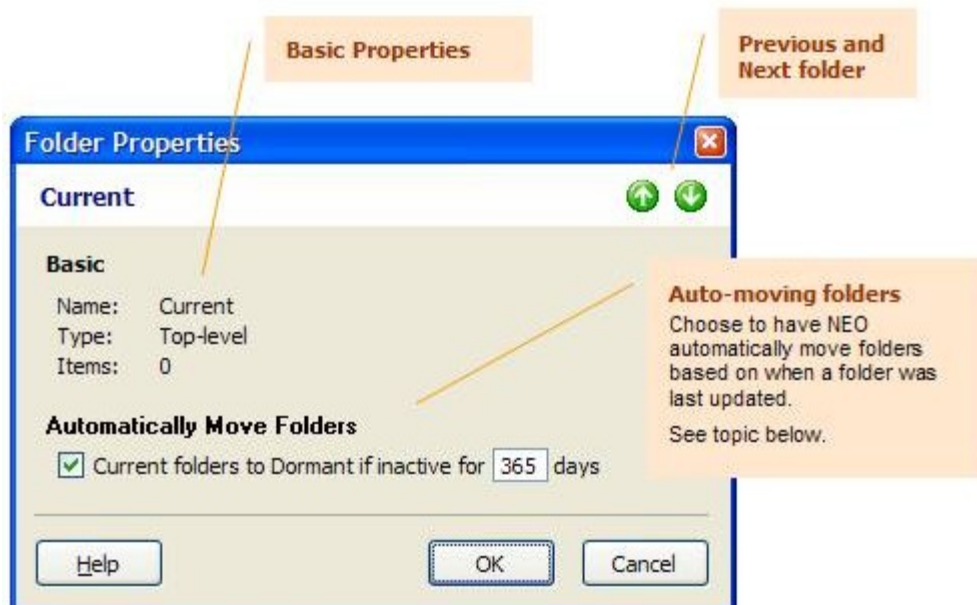 Basic Properties
Previous and
Next folder
Folder Properties
Current
Basic
Name: Current
Type: Top-level
Items: 0
Auto-moving folders
Choose to have NEO
automatically move folders
based on when a folder was
last updated.
See topic below.
Automatically Move Folders
Current folders to Dormant if inactive for 365 days
Help
OK
Cancel